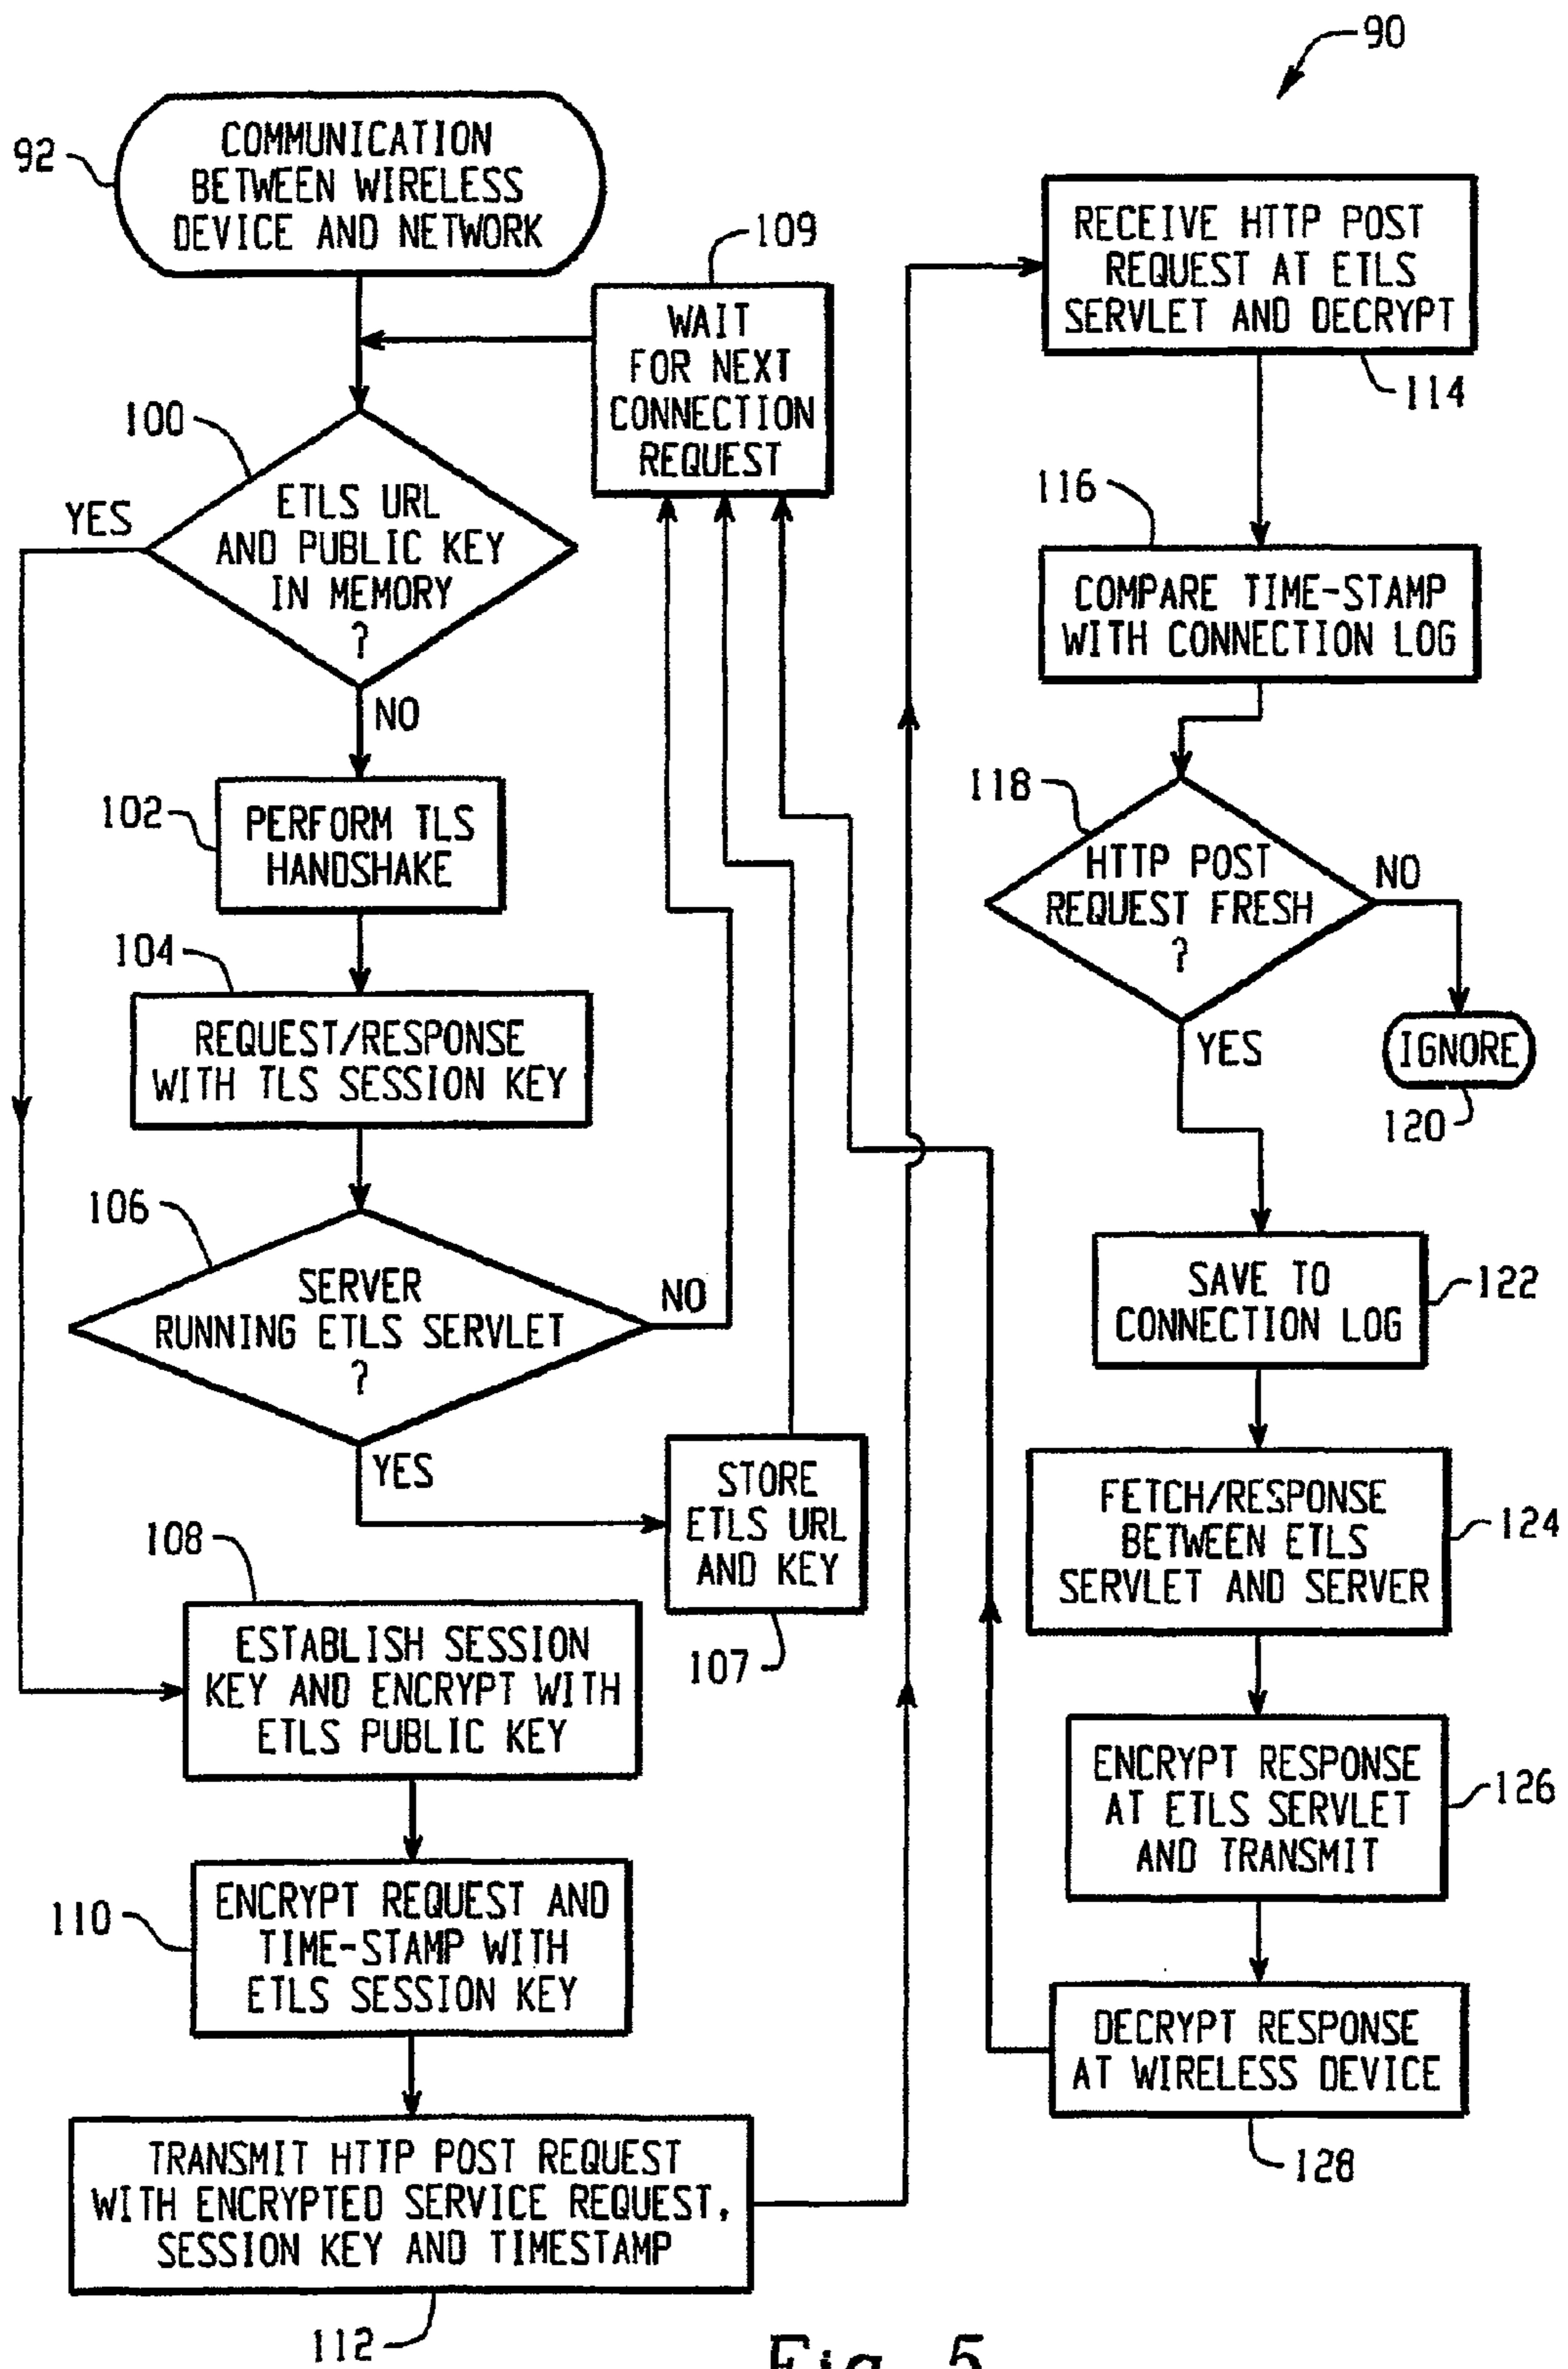 90
92
COMMUNICATION
BETWEEN WIRELESS
DEVICE AND NETWORK
109
WAIT
FOR NEXT
CONNECTION
REQUEST
100
YES
ETLS URL
AND PUBLIC KEY
IN MEMORY
?
NO
102
PERFORM TLS
HANDSHAKE
104
REQUEST/RESPONSE
WITH TLS SESSION KEY
106
SERVER
RUNNING ETLS SERVLET
?
NO
YES
STORE
ETLS URL
AND KEY
107
108
ESTABLISH SESSION
KEY AND ENCRYPT WITH
ETLS PUBLIC KEY
110
ENCRYPT REQUEST AND
TIME-STAMP WITH
ETLS SESSION KEY
TRANSMIT HTTP POST REQUEST
WITH ENCRYPTED SERVICE REQUEST,
SESSION KEY AND TIMESTAMP
112
RECEIVE HTTP POST
REQUEST AT ETLS
SERVLET AND DECRYPT
114
116
COMPARE TIME-STAMP
WITH CONNECTION LOG
118
HTTP POST
REQUEST FRESH
?
NO
YES
IGNORE
120
SAVE TO
CONNECTION LOG
122
FETCH/RESPONSE
BETWEEN ETLS
SERVLET AND SERVER
124
ENCRYPT RESPONSE
AT ETLS SERVLET
AND TRANSMIT
126
DECRYPT RESPONSE
AT WIRELESS DEVICE
128
Fig. 5